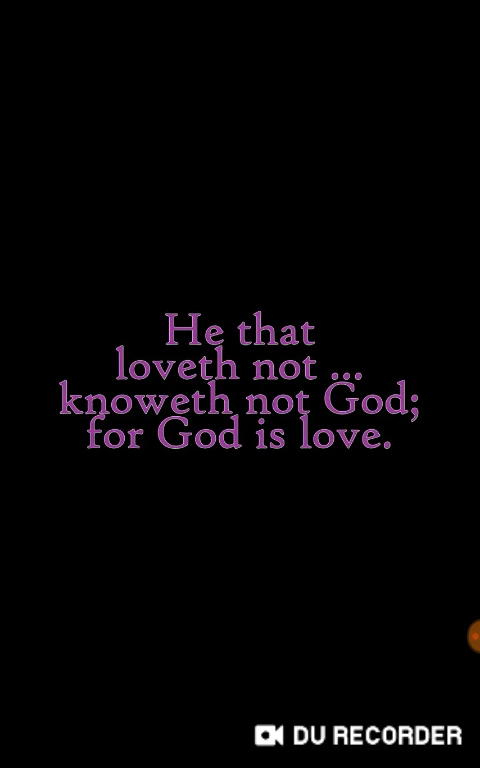 He that
loveth not ...
knoweth not God;
for God is love.
DU RECORDER